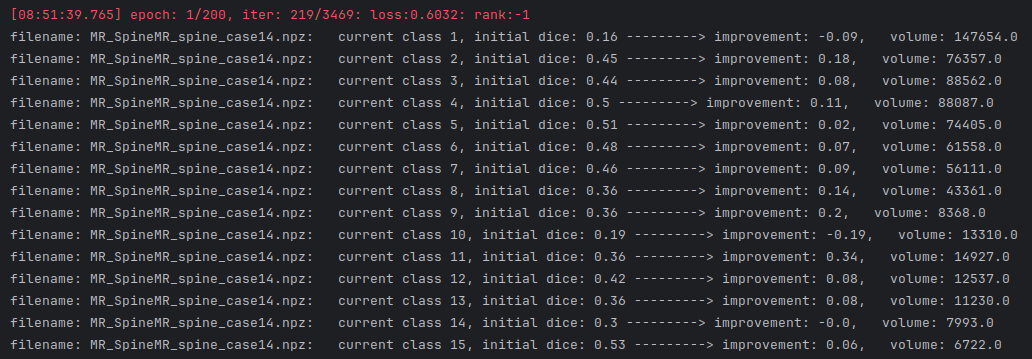 [08:51:39.765] epoch: 1/200, iter: 219/3469: loss:0.6032: rank:-1
filename: MR_SpineMR_spine_case14.npz:   current class 1, initial dice: 0.16 ---------> improvement: -0.09,   volume: 147654.0
filename: MR_SpineMR_spine_case14.npz:   current class 2, initial dice: 0.45 ---------> improvement: 0.18,   volume: 76357.0
filename: MR_SpineMR_spine_case14.npz:   current class 3, initial dice: 0.44 ---------> improvement: 0.08,   volume: 88562.0
filename: MR_SpineMR_spine_case14.npz:   current class 4, initial dice: 0.5 ---------> improvement: 0.11,   volume: 88087.0
filename: MR_SpineMR_spine_case14.npz:   current class 5, initial dice: 0.51 ---------> improvement: 0.02,   volume: 74405.0
filename: MR_SpineMR_spine_case14.npz:   current class 6, initial dice: 0.48 ---------> improvement: 0.07,   volume: 61558.0
filename: MR_SpineMR_spine_case14.npz:   current class 7, initial dice: 0.46 ---------> improvement: 0.09,   volume: 56111.0
filename: MR_SpineMR_spine_case14.npz:   current class 8, initial dice: 0.36 ---------> improvement: 0.14,   volume: 43361.0
filename: MR_SpineMR_spine_case14.npz:   current class 9, initial dice: 0.36 ---------> improvement: 0.2,   volume: 8368.0
filename: MR_SpineMR_spine_case14.npz:   current class 10, initial dice: 0.19 ---------> improvement: -0.19,   volume: 13310.0
filename: MR_SpineMR_spine_case14.npz:   current class 11, initial dice: 0.36 ---------> improvement: 0.34,   volume: 14927.0
filename: MR_SpineMR_spine_case14.npz:   current class 12, initial dice: 0.42 ---------> improvement: 0.08,   volume: 12537.0
filename: MR_SpineMR_spine_case14.npz:   current class 13, initial dice: 0.36 ---------> improvement: 0.08,   volume: 11230.0
filename: MR_SpineMR_spine_case14.npz:   current class 14, initial dice: 0.3 ---------> improvement: -0.0,   volume: 7993.0
filename: MR_SpineMR_spine_case14.npz:   current class 15, initial dice: 0.53 ---------> improvement: 0.06,   volume: 6722.0